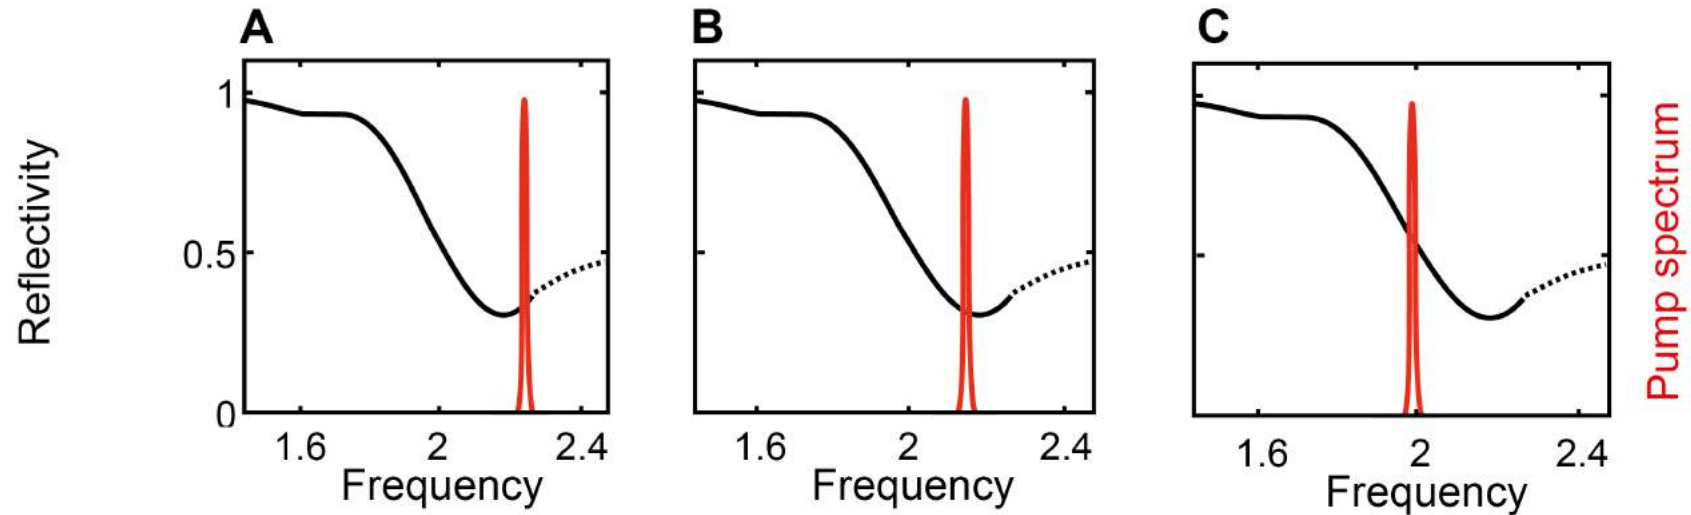 A
B
C
1
0.5
0
Reflectivity
1.6 2 2.4
Frequency
1.6 2 2.4
Frequency
1.6 2 2.4
Frequency
Pump spectrum